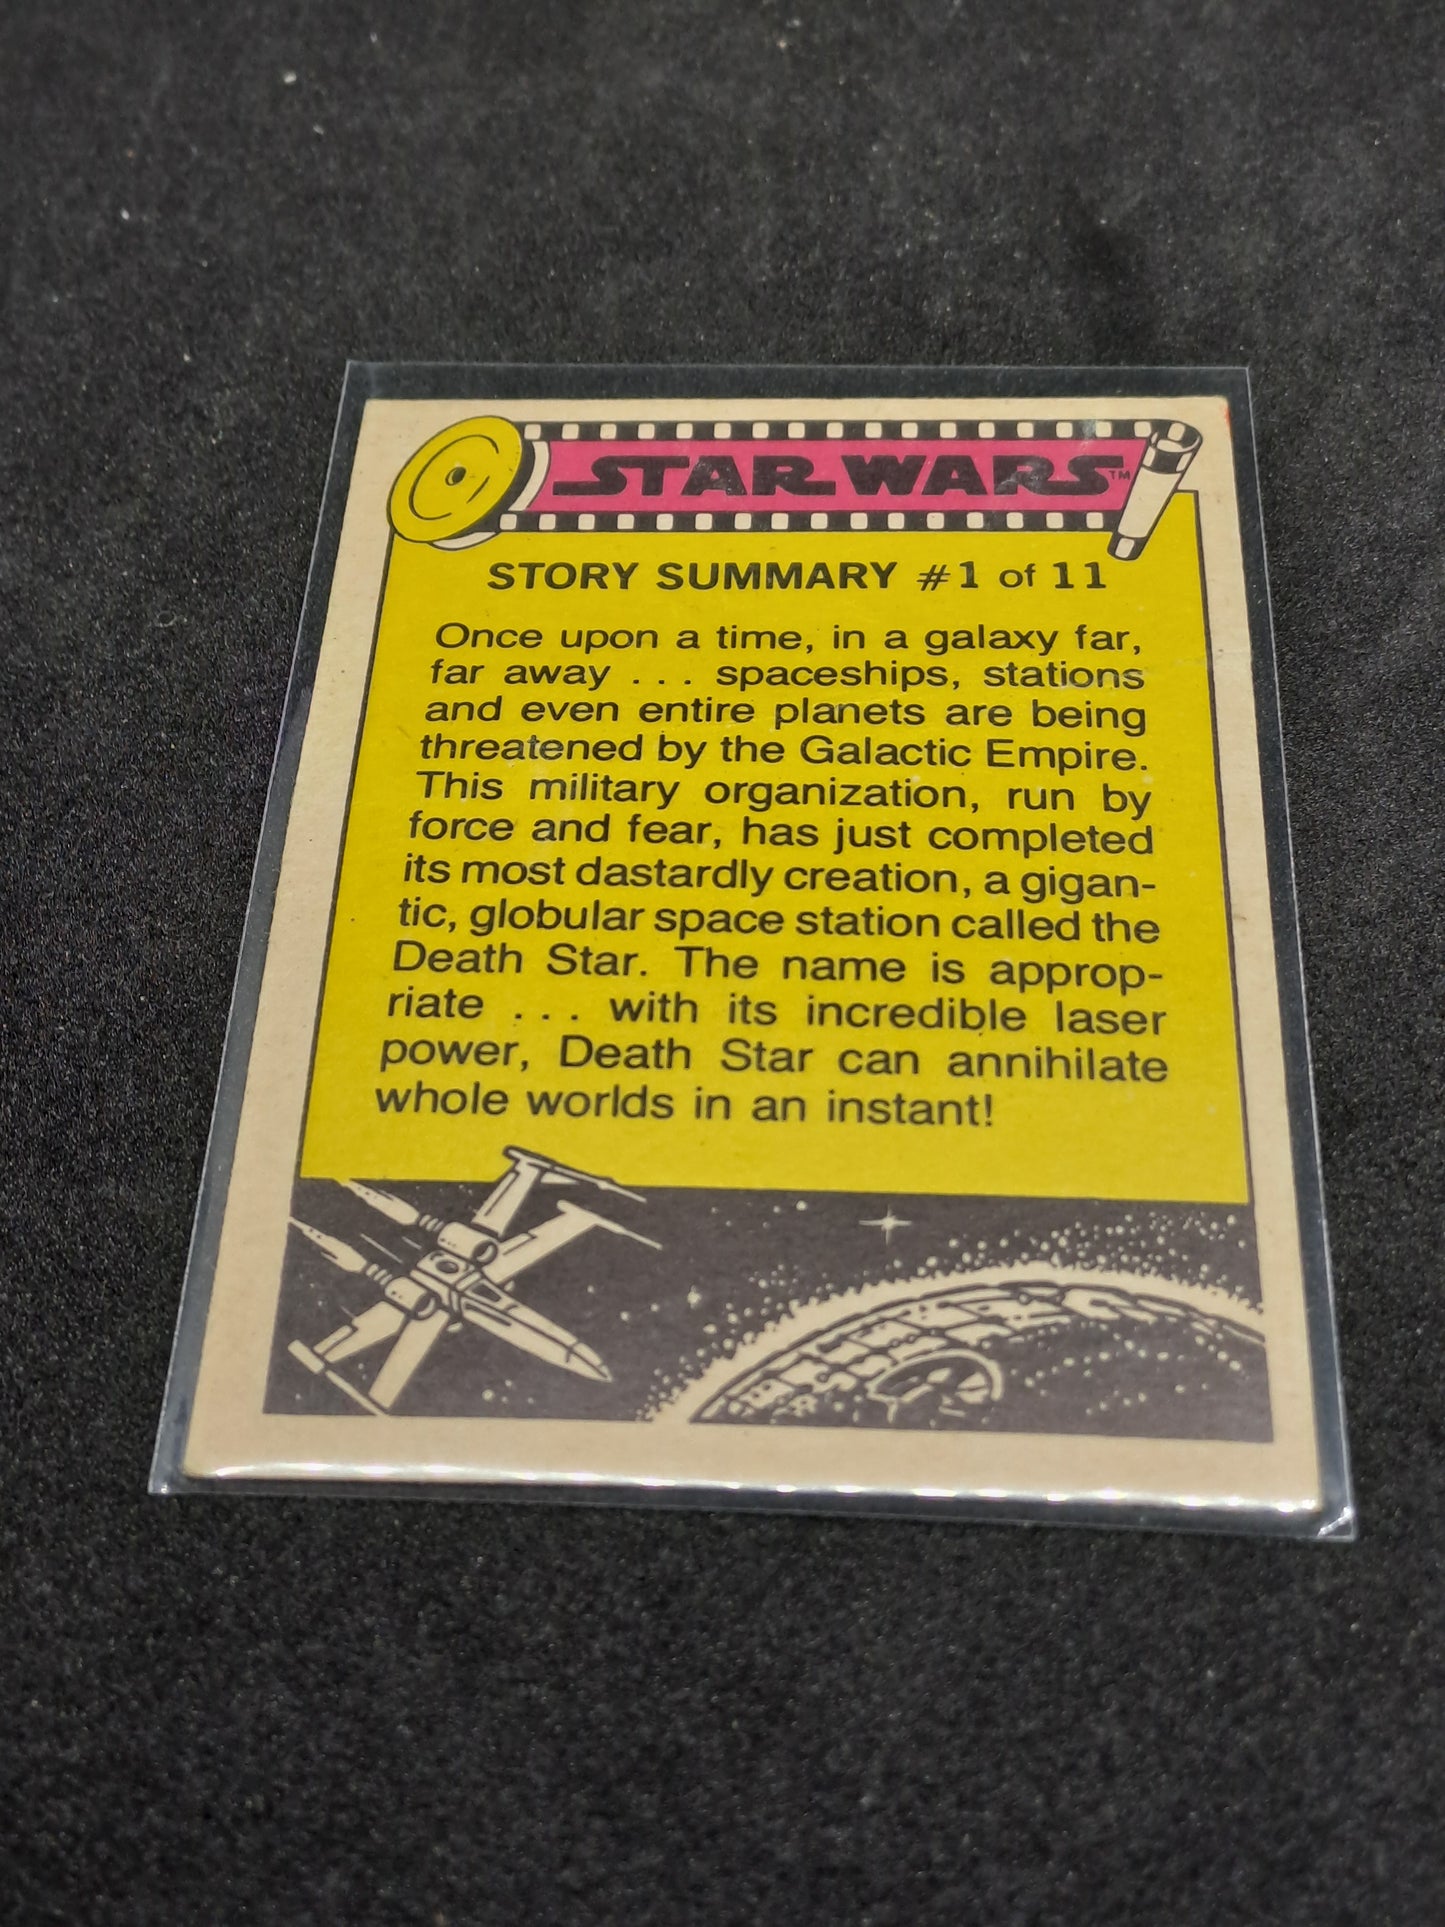 STAR WARS™
STORY SUMMARY #1 of 11
Once upon a time, in a galaxy far,
far away ... spaceships, stations
and even entire planets are being
threatened by the Galactic Empire.
This military organization, run by
force and fear, has just completed
its most dastardly creation, a gigan-
tic, globular space station called the
Death Star. The name is approp-
riate ... with its incredible laser
power, Death Star can annihilate
whole worlds in an instant!